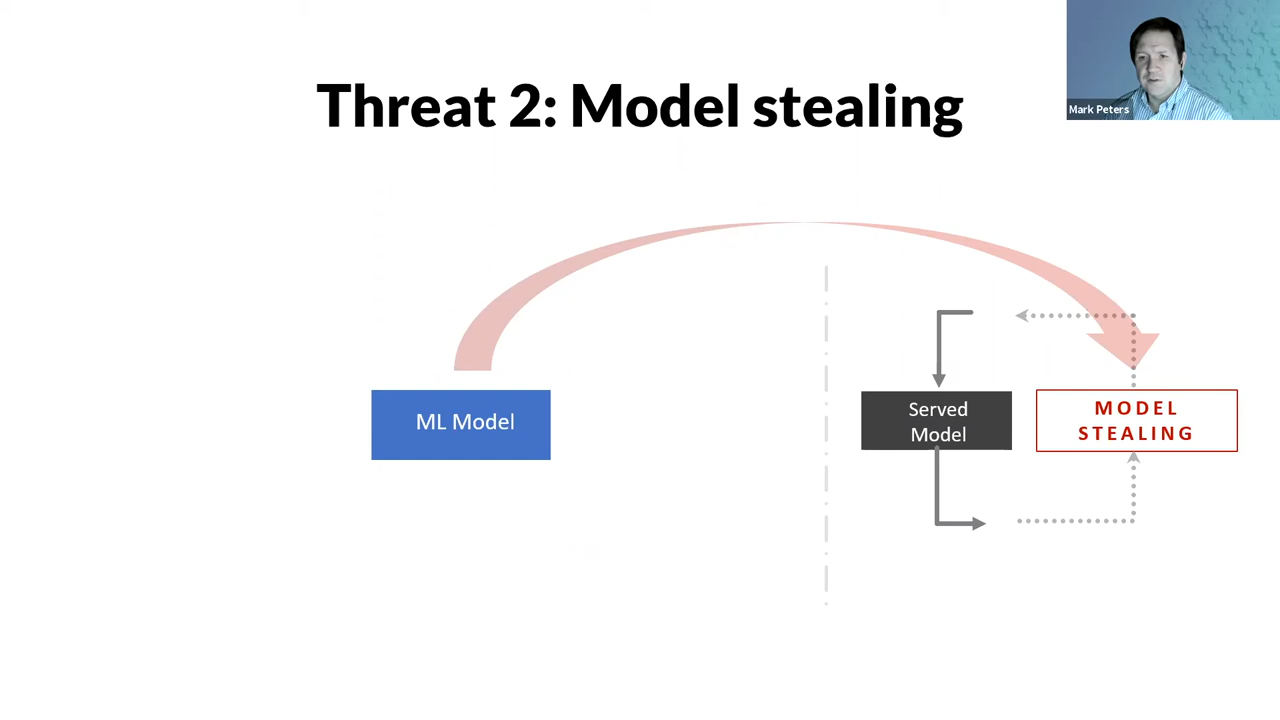 Threat 2: Model stealing
Mark Peters
ML Model
Served
Model
MODEL
STEALING